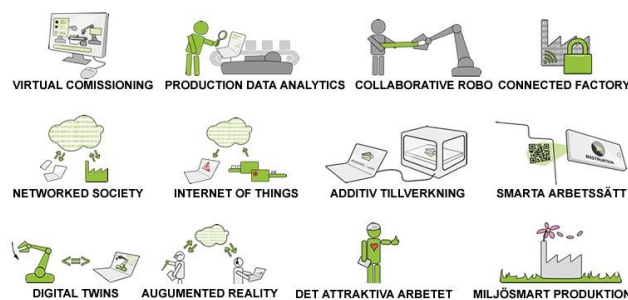 VIRTUAL COMISSIONING
PRODUCTION DATA ANALYTICS
COLLABORATIVE ROBO
CONNECTED FACTORY
NETWORKED SOCIETY
INTERNET OF THINGS
ADDITIV TILLVERKNING
INSTRUKTION
SMARTA ARBETSSÄTT
DIGITAL TWINS
AUGUMENTED REALITY
DET ATTRAKTIVA ARBETET
MILJÖSMART PRODUKTION